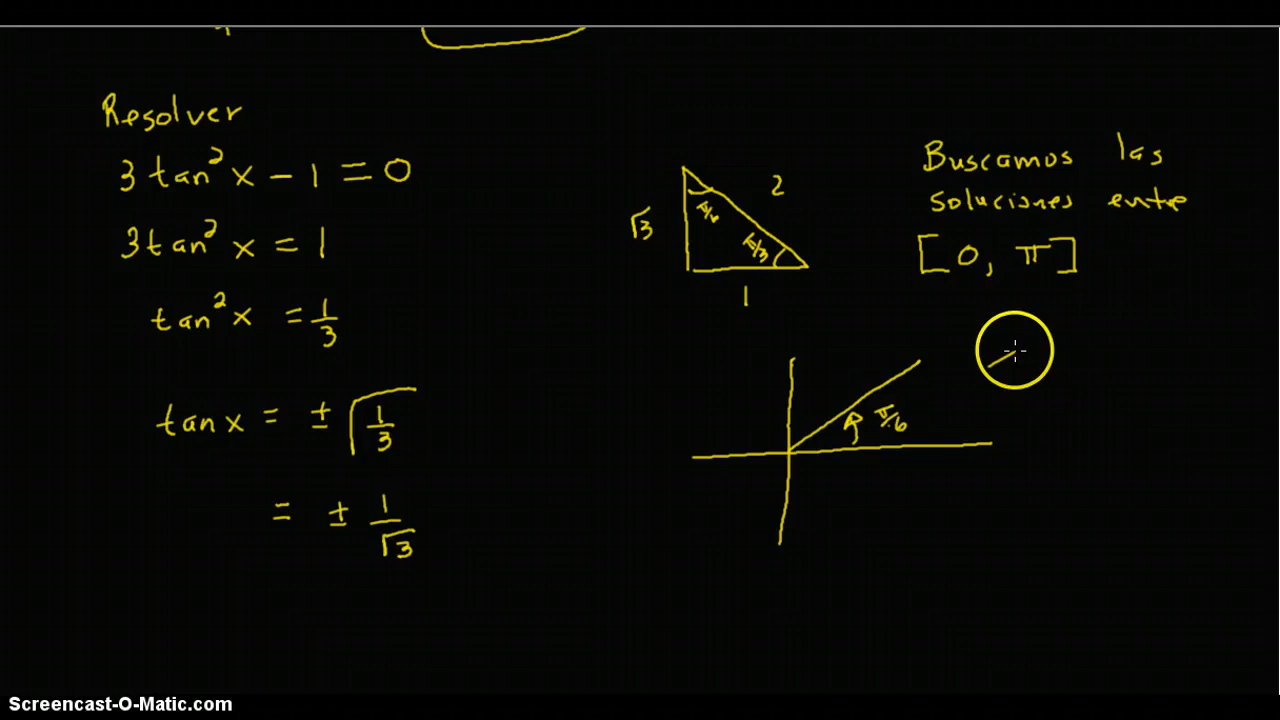 Resolver
3 tan² x - 1 = 0
3 tan² x = 1
tan² x = 1/3
tan x = ± √(1/3)
= ± 1/√3
√3
2
π/6
π/3
1
Buscamos las
soluciones entre
[0, π]
π/6
Screencast-O-Matic.com